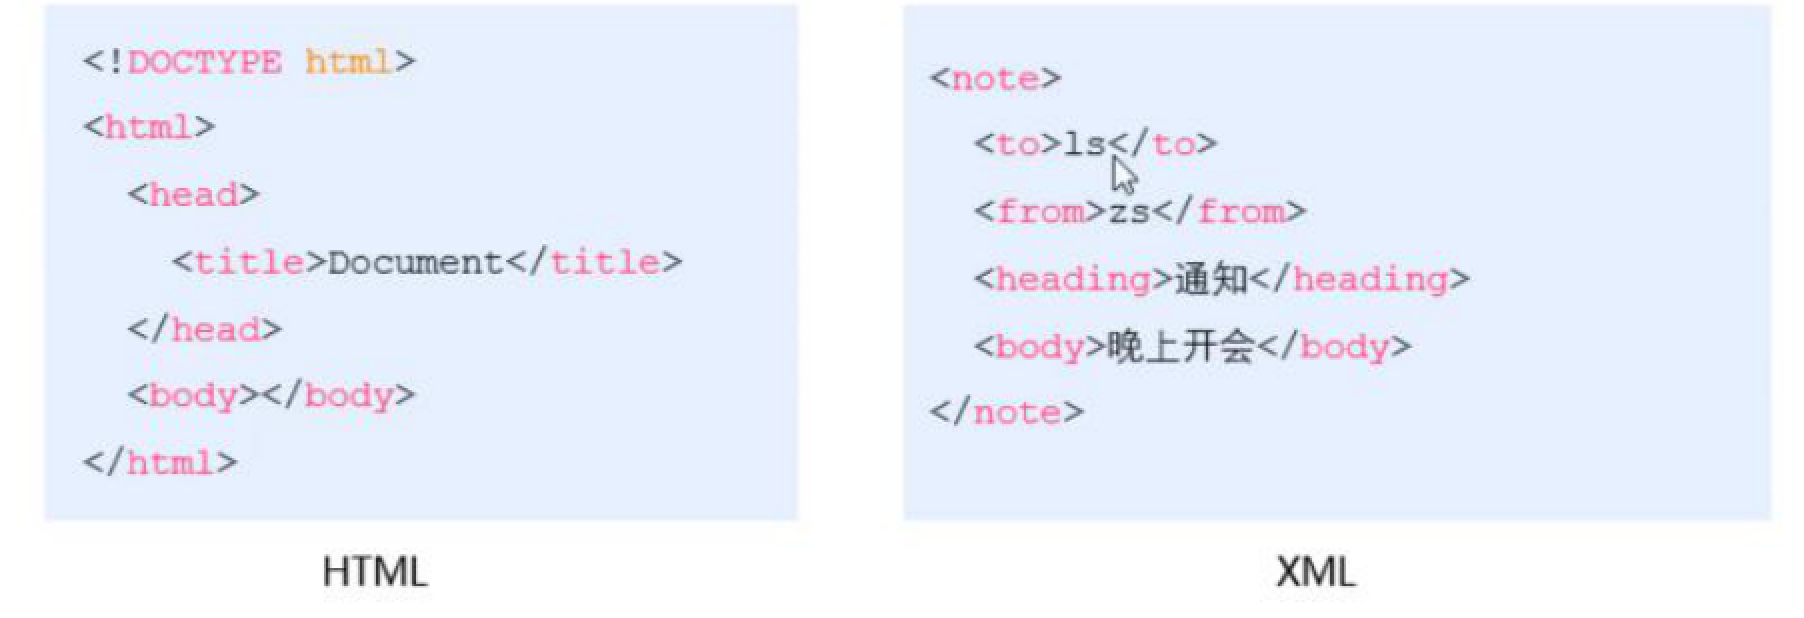 <!DOCTYPE html>
<html>
<head>
<title>Document</title>
</head>
<body></body>
</html>
HTML
<note>
<to>ls</to>
<from>zs</from>
<heading>通知</heading>
<body>晚上开会</body>
</note>
XML